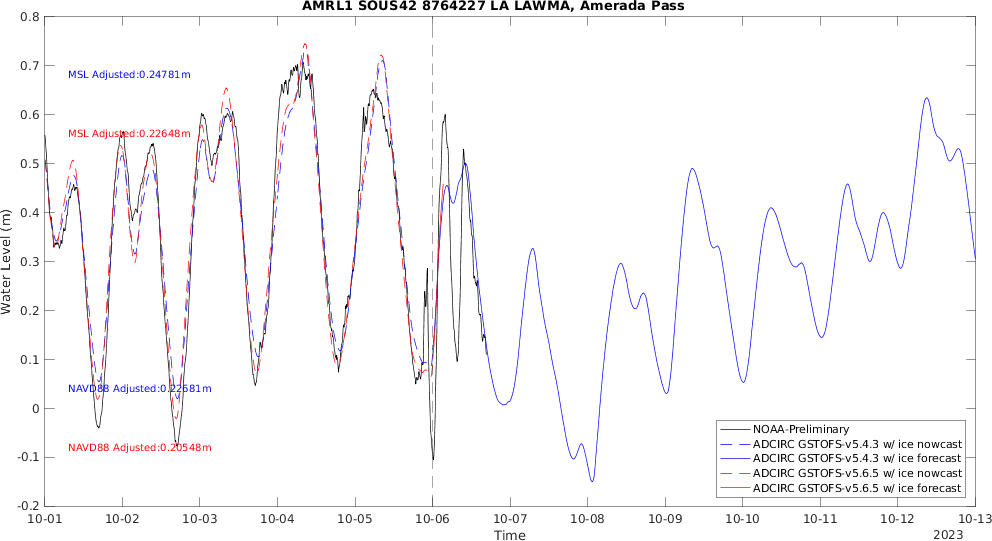 AMRL1 SOUS42 8764227 LA LAWMA, Amerada Pass
0.8
0.7
0.6
0.5
0.4
0.3
0.2
0.1
0
-0.1
-0.2
Water Level (m)
MSL Adjusted:0.24781m
MSL Adjusted:0.22648m
NAVD88 Adjusted:0.22681m
NAVD88 Adjusted:0.20548m
NOAA-Preliminary
ADCIRC GSTOFS-v5.4.3 w/ ice nowcast
ADCIRC GSTOFS-v5.4.3 w/ ice forecast
ADCIRC GSTOFS-v5.6.5 w/ ice nowcast
ADCIRC GSTOFS-v5.6.5 w/ ice forecast
10-01 10-02 10-03 10-04 10-05 10-06 10-07 10-08 10-09 10-10 10-11 10-12 10-13
Time
2023